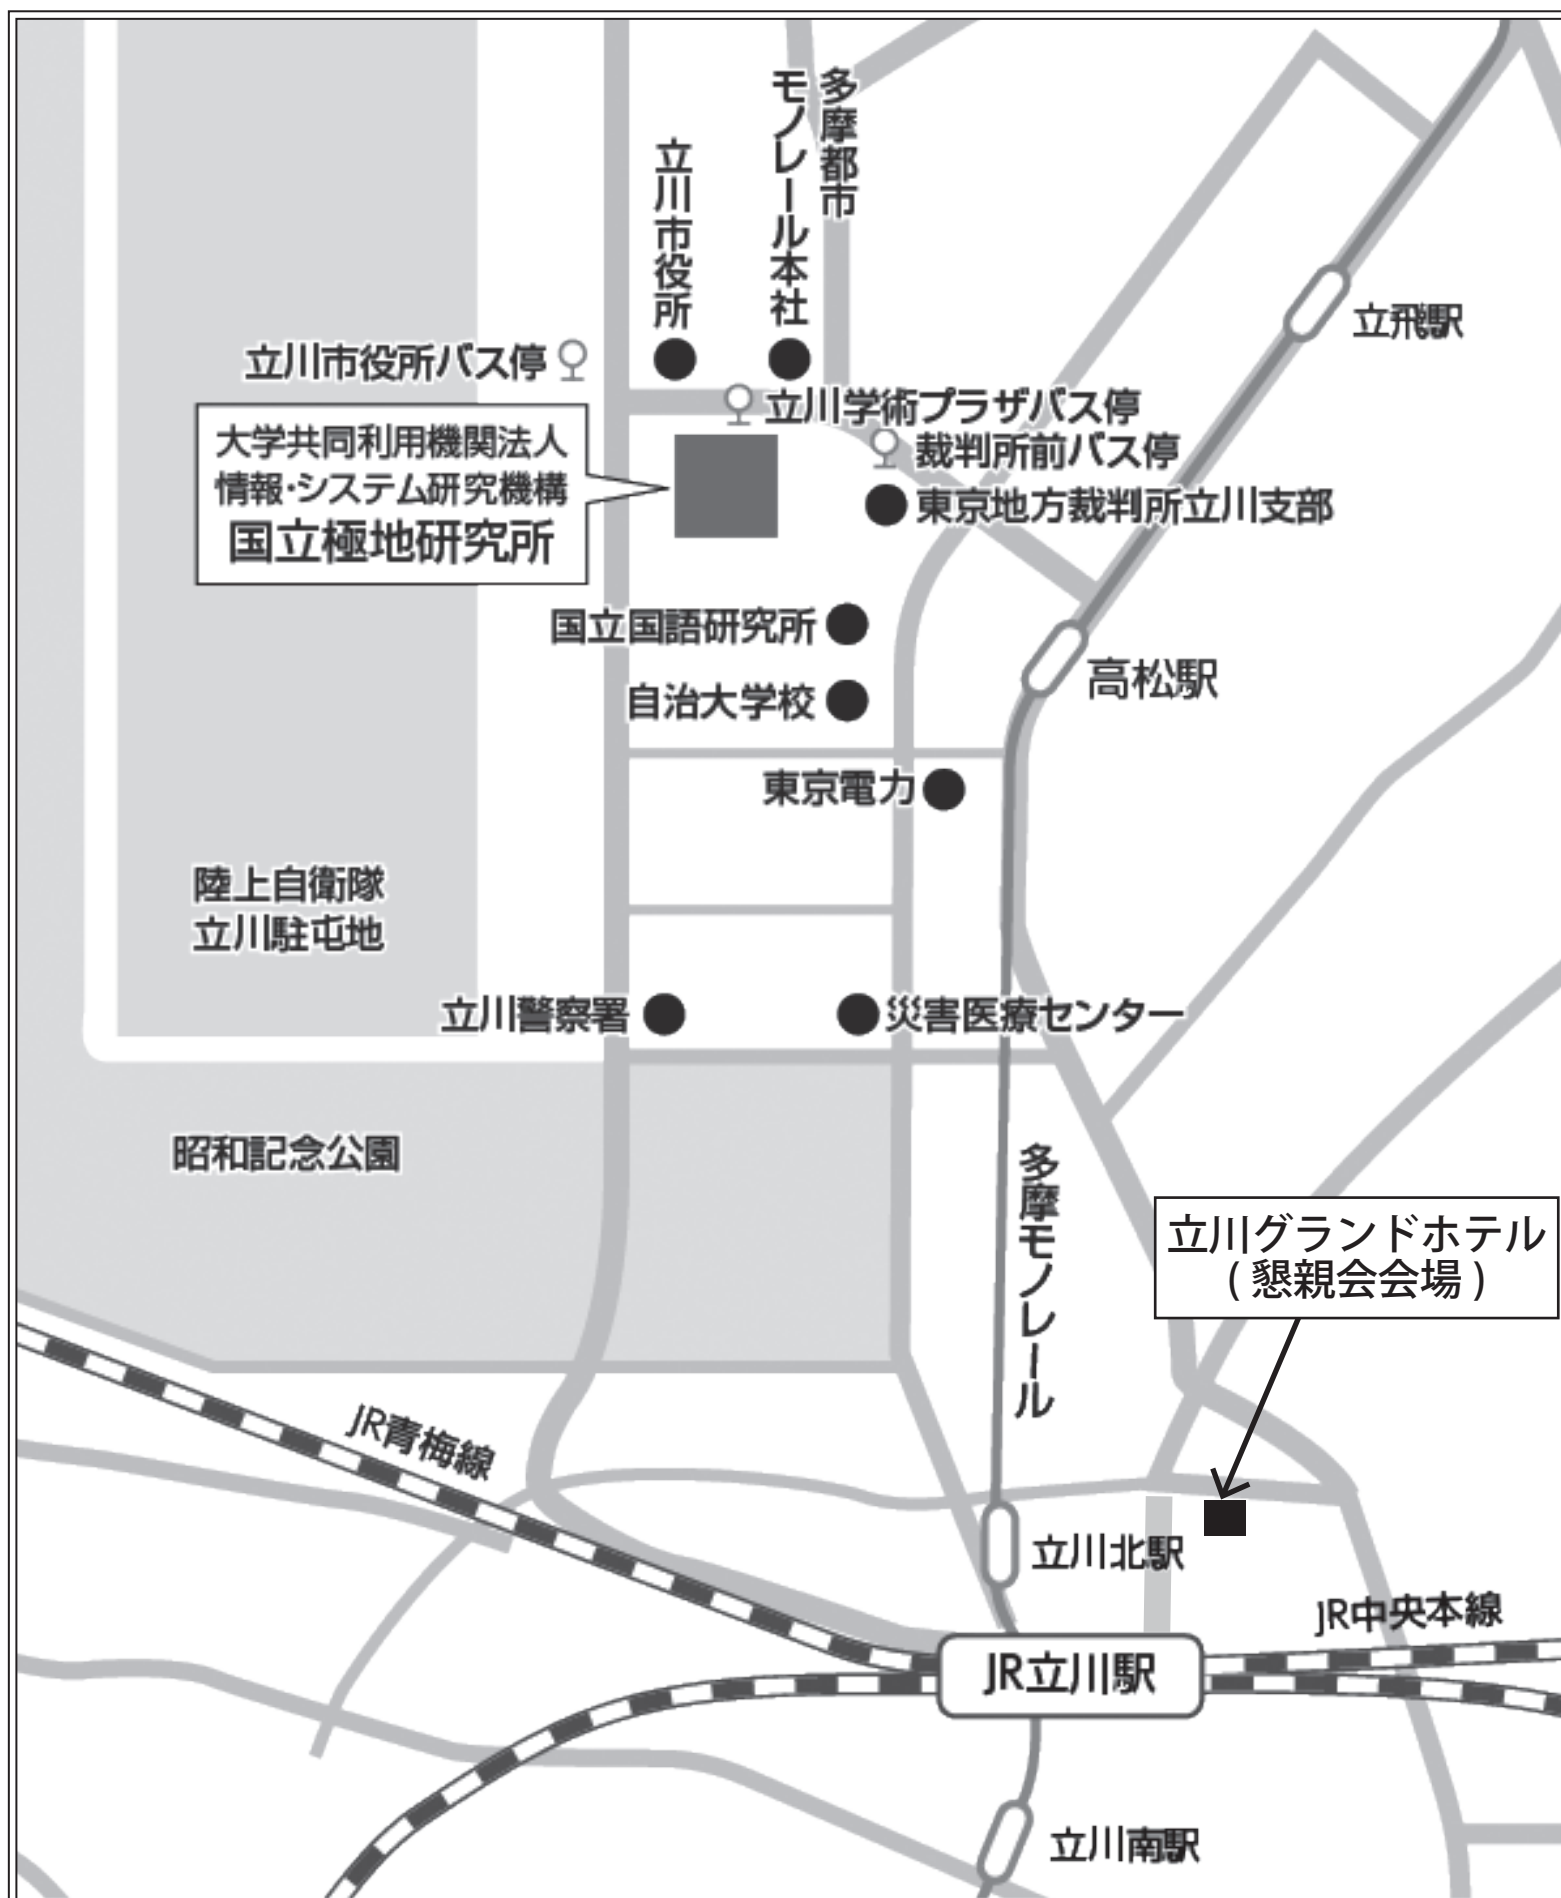 多摩都市
モノレール本社
立川市役所
立飛駅
立川市役所バス停
立川学術プラザバス停
大学共同利用機関法人
情報・システム研究機構
国立極地研究所
裁判所前バス停
東京地方裁判所立川支部
国立国語研究所
高松駅
自治大学校
東京電力
陸上自衛隊
立川駐屯地
立川警察署
災害医療センター
昭和記念公園
多摩モノレール
立川グランドホテル
(懇親会会場)
JR青梅線
立川北駅
JR中央本線
JR立川駅
立川南駅